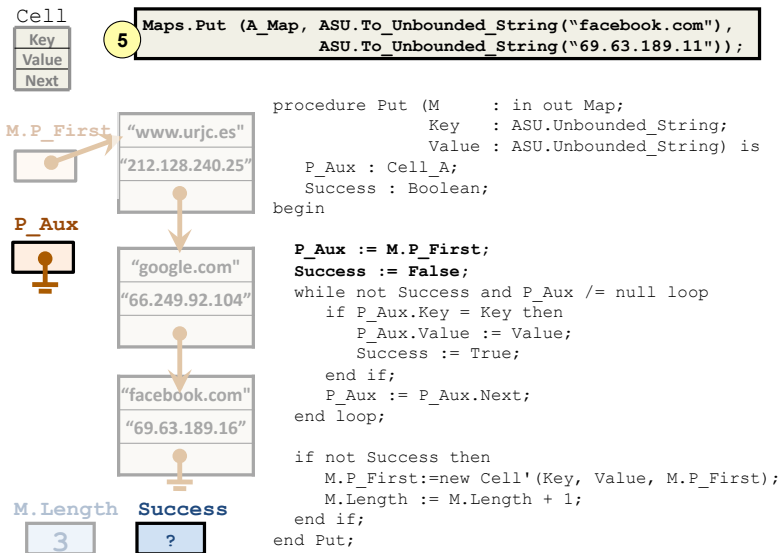 Cell
Key
Value
Next
5
Maps.Put (A_Map, ASU.To_Unbounded_String(“facebook.com"),
ASU.To_Unbounded_String(“69.63.189.11"));
M.P_First
“www.urjc.es"
“212.128.240.25”
P_Aux
“google.com"
“66.249.92.104”
“facebook.com"
“69.63.189.16”
M.Length Success
3 ?
procedure Put (M : in out Map;
Key : ASU.Unbounded_String;
Value : ASU.Unbounded_String) is
P_Aux : Cell_A;
Success : Boolean;
begin
P_Aux := M.P_First;
Success := False;
while not Success and P_Aux /= null loop
if P_Aux.Key = Key then
P_Aux.Value := Value;
Success := True;
end if;
P_Aux := P_Aux.Next;
end loop;
if not Success then
M.P_First:=new Cell'(Key, Value, M.P_First);
M.Length := M.Length + 1;
end if;
end Put;